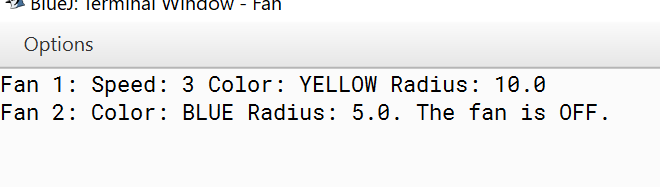 BlueJ: Terminal Window - Fan
Options
Fan 1: Speed: 3 Color: YELLOW Radius: 10.0
Fan 2: Color: BLUE Radius: 5.0. The fan is OFF.